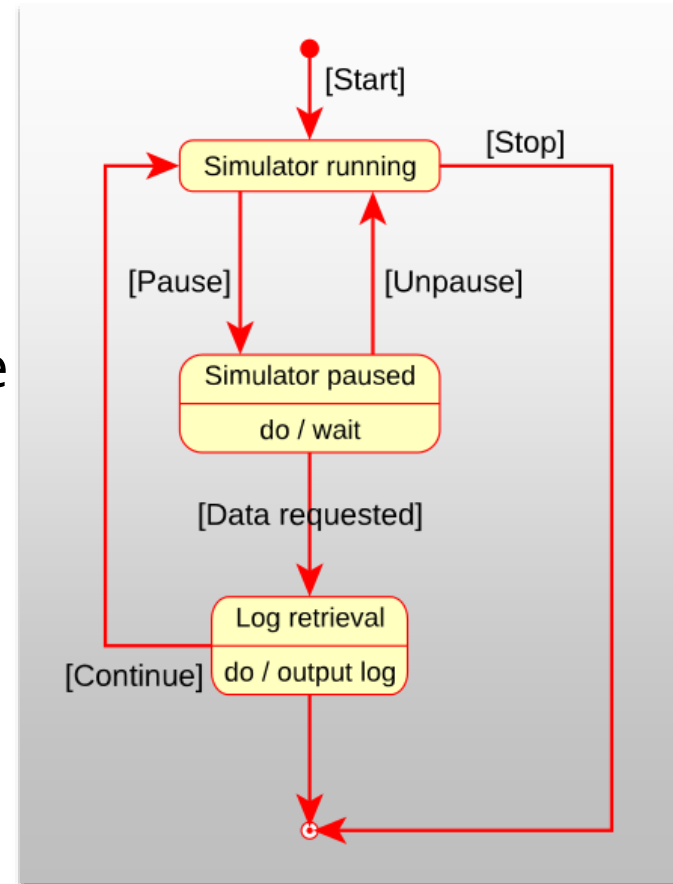 [Start]
[Stop]
Simulator running
[Pause]
[Unpause]
e
Simulator paused
do / wait
[Data requested]
Log retrieval
do / output log
[Continue]